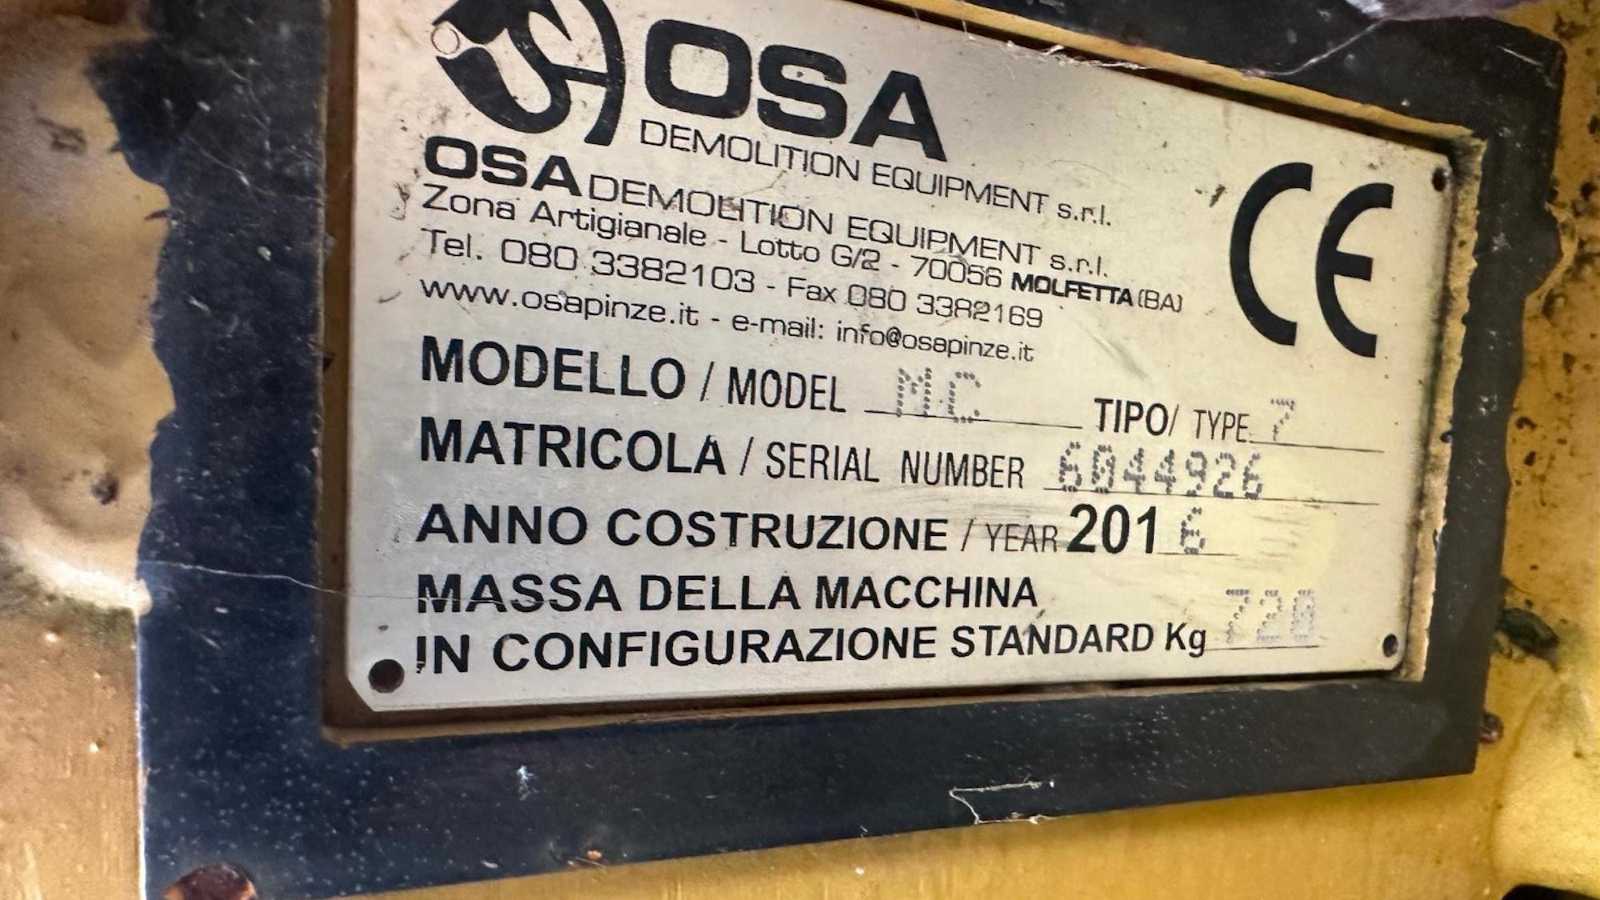 OSA
DEMOLITION EQUIPMENT s.r.l.
OSA DEMOLITION EQUIPMENT s.r.l.
Zona Artigianale - Lotto G/2 - 70056 MOLFETTA (BA)
Tel. 080 3382103 - Fax 080 3382169
www.osapinze.it - e-mail: info@osapinze.it
CE
MODELLO / MODEL MC TIPO/ TYPE 7
MATRICOLA / SERIAL NUMBER 6044926
ANNO COSTRUZIONE / YEAR 2016
MASSA DELLA MACCHINA
IN CONFIGURAZIONE STANDARD Kg 720